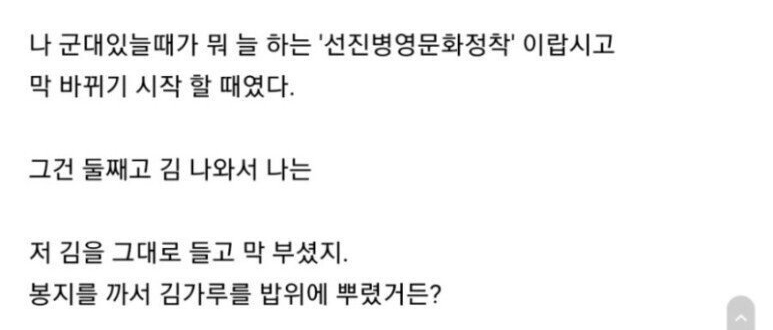 나 군대있늘때가 뭐 늘 하는 '선진병영문화정착' 이랍시고
막 바뀌기 시작 할 때였다.
그건 둘째고 김 나와서 나는
저 김을 그대로 들고 막 부셨지.
봉지를 까서 김가루를 밥위에 뿌렸거든?